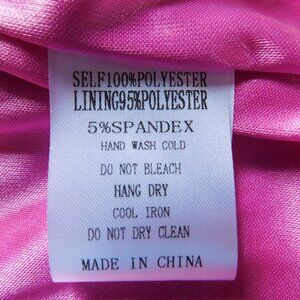 SELF100%POLYESTER
LINING95%POLYESTER
5%SPANDEX
HAND WASH COLD
DO NOT BLEACH
HANG DRY
COOL IRON
DO NOT DRY CLEAN
MADE IN CHINA